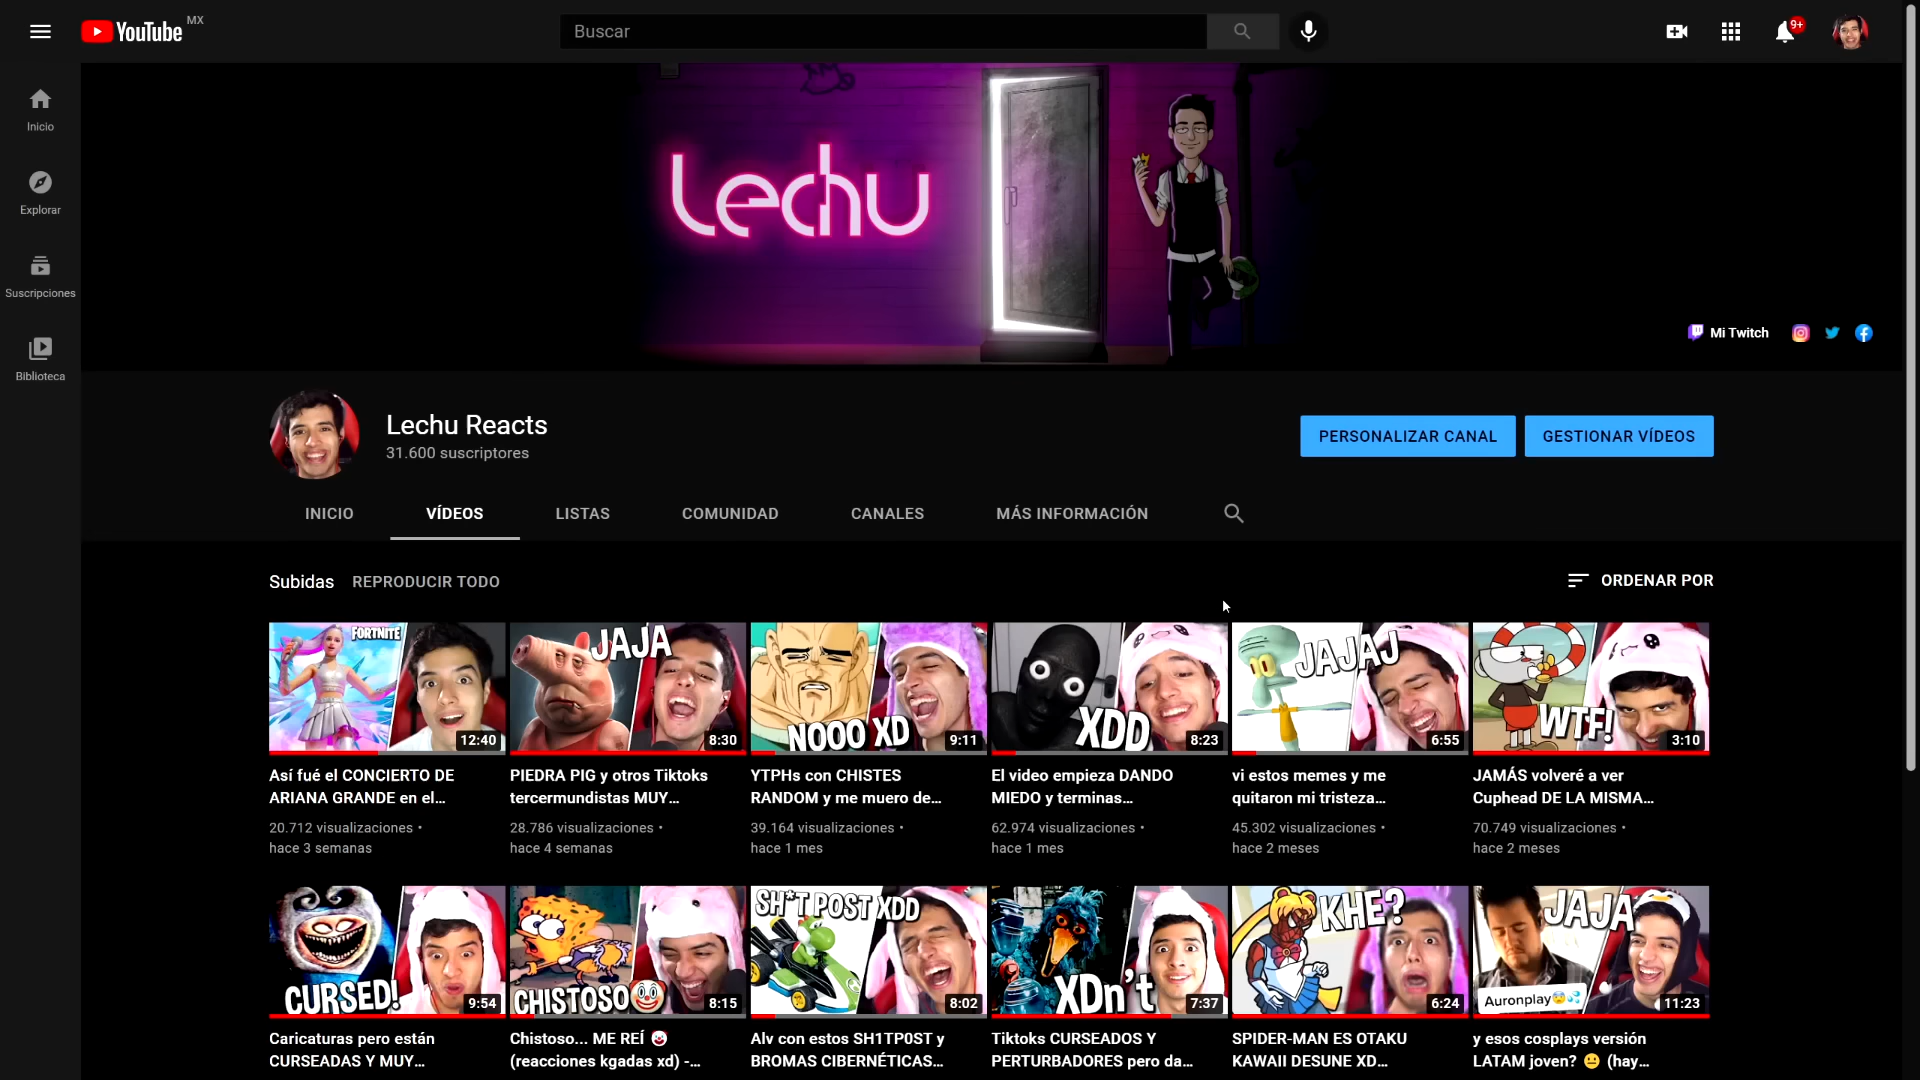 YouTube MX
Buscar
9+
Inicio
Explorar
Suscripciones
Biblioteca
Lechu
Mi Twitch
Lechu Reacts
31.600 suscriptores
PERSONALIZAR CANAL
GESTIONAR VÍDEOS
INICIO
VÍDEOS
LISTAS
COMUNIDAD
CANALES
MÁS INFORMACIÓN
Subidas
REPRODUCIR TODO
ORDENAR POR
FORTNITE
12:40
Así fué el CONCIERTO DE
ARIANA GRANDE en el...
20.712 visualizaciones •
hace 3 semanas
JAJA
8:30
PIEDRA PIG y otros Tiktoks
tercermundistas MUY...
28.786 visualizaciones •
hace 4 semanas
NOOO XD
9:11
YTPHs con CHISTES
RANDOM y me muero de...
39.164 visualizaciones •
hace 1 mes
XDD
8:23
El video empieza DANDO
MIEDO y terminas...
62.974 visualizaciones •
hace 1 mes
JAJAJ
6:55
vi estos memes y me
quitaron mi tristeza...
45.302 visualizaciones •
hace 2 meses
WTF!
3:10
JAMÁS volveré a ver
Cuphead DE LA MISMA...
70.749 visualizaciones •
hace 2 meses
CURSED!
9:54
Caricaturas pero están
CURSEADAS Y MUY...
CHISTOSO🤡
8:15
Chistoso... ME REÍ 🤡
(reacciones kgadas xd) -...
SH*T POST XDD
8:02
Alv con estos SH1TP0ST y
BROMAS CIBERNÉTICAS...
XDn't
7:37
Tiktoks CURSEADOS Y
PERTURBADORES pero da...
KHE?
6:24
SPIDER-MAN ES OTAKU
KAWAII DESUNE XD...
JAJA
Auronplay😨💦
11:23
y esos cosplays versión
LATAM joven? 😐 (hay...